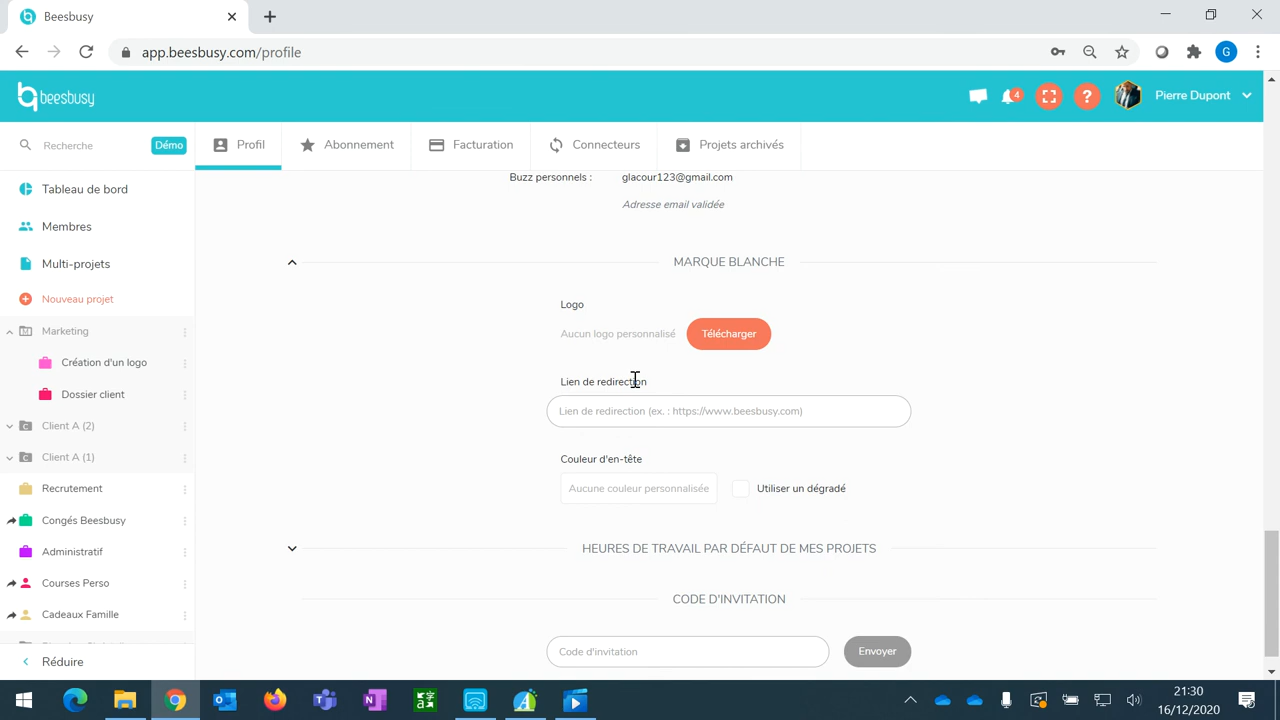 Beesbusy
app.beesbusy.com/profile
G
beesbusy
4
?
Pierre Dupont
Recherche
Démo
Profil
Abonnement
Facturation
Connecteurs
Projets archivés
Tableau de bord
Membres
Multi-projets
Nouveau projet
Marketing
Création d'un logo
Dossier client
Client A (2)
Client A (1)
Recrutement
Congés Beesbusy
Administratif
Courses Perso
Cadeaux Famille
Réduire
Buzz personnels :
glacour123@gmail.com
Adresse email validée
MARQUE BLANCHE
Logo
Aucun logo personnalisé
Télécharger
Lien de redirection
Lien de redirection (ex. : https://www.beesbusy.com)
Couleur d'en-tête
Aucune couleur personnalisée
Utiliser un dégradé
HEURES DE TRAVAIL PAR DÉFAUT DE MES PROJETS
CODE D'INVITATION
Code d'invitation
Envoyer
21:30
16/12/2020